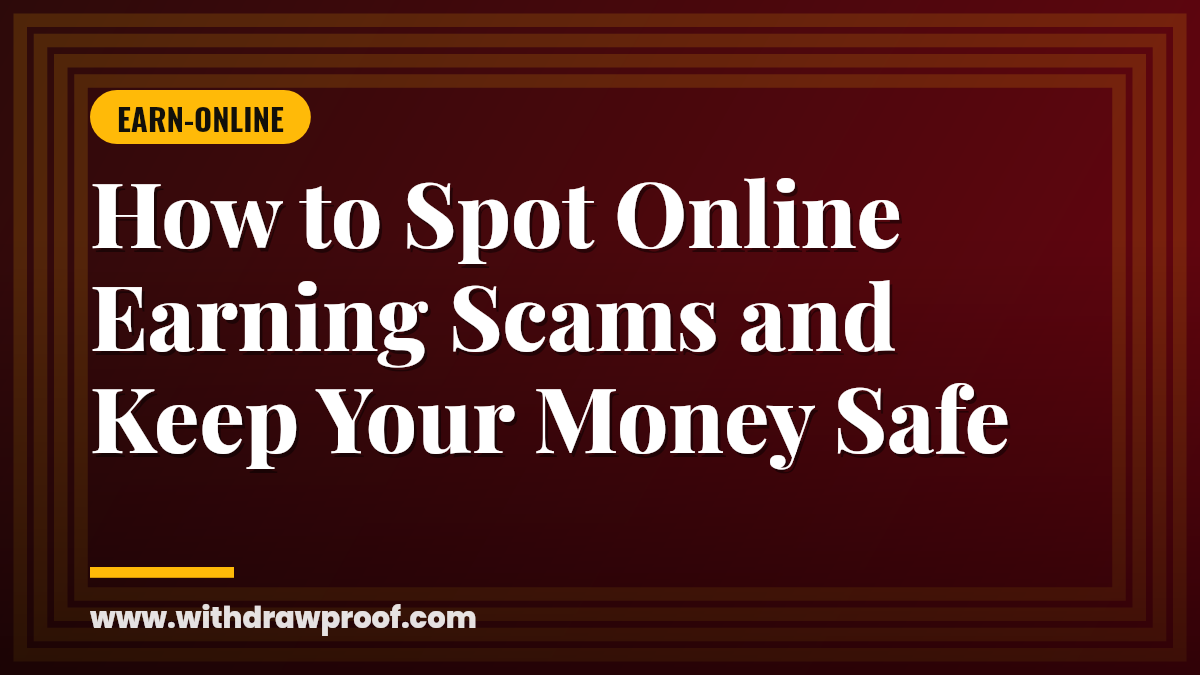 EARN-ONLINE
How to Spot Online
Earning Scams and
Keep Your Money Safe
www.withdrawproof.com